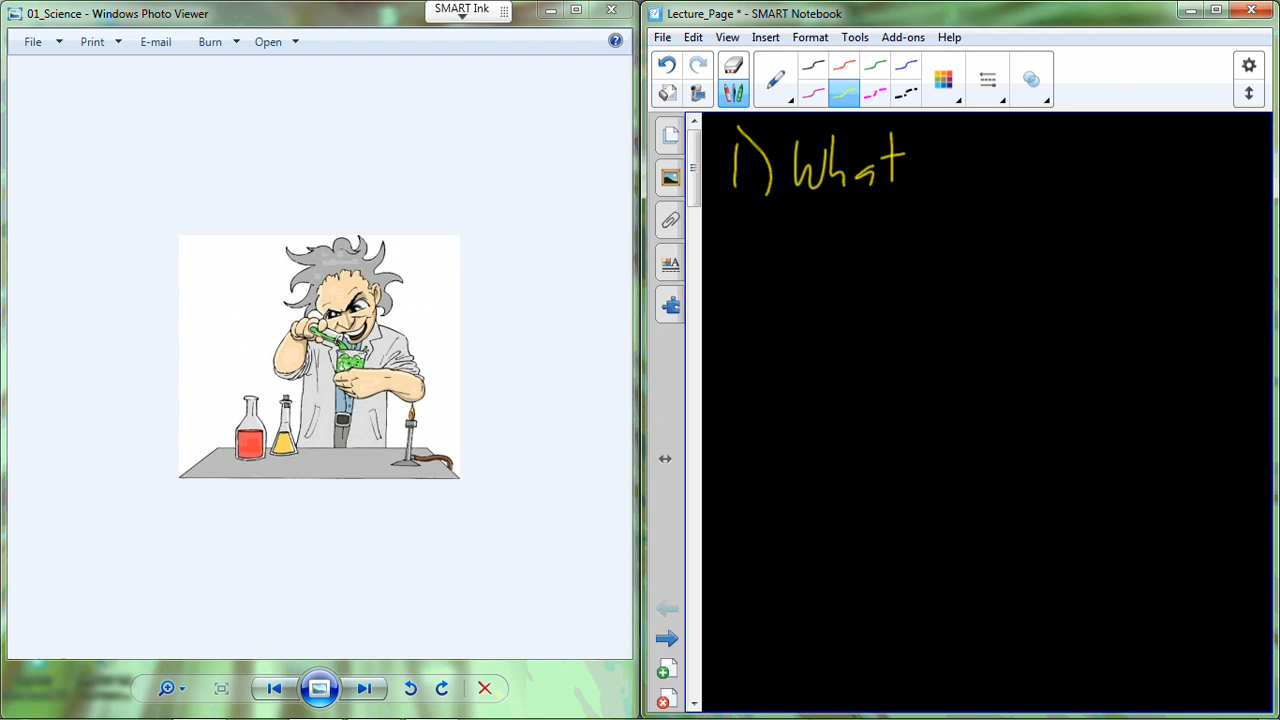 01_Science - Windows Photo Viewer
SMART Ink
File Print E-mail Burn Open
Lecture_Page * - SMART Notebook
File Edit View Insert Format Tools Add-ons Help
1) What